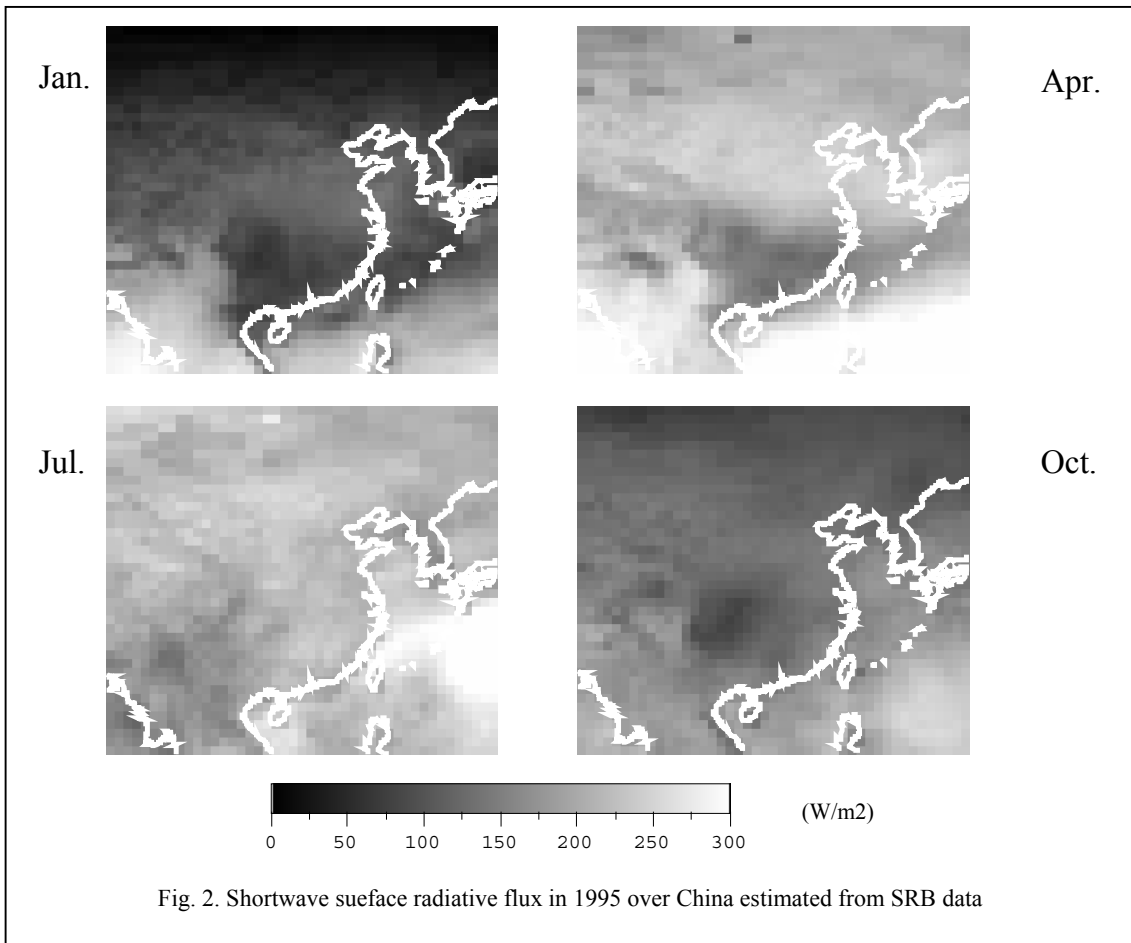 Jan.
Apr.
Jul.
Oct.
(W/m2)
0 50 100 150 200 250 300
Fig. 2. Shortwave sueface radiative flux in 1995 over China estimated from SRB data